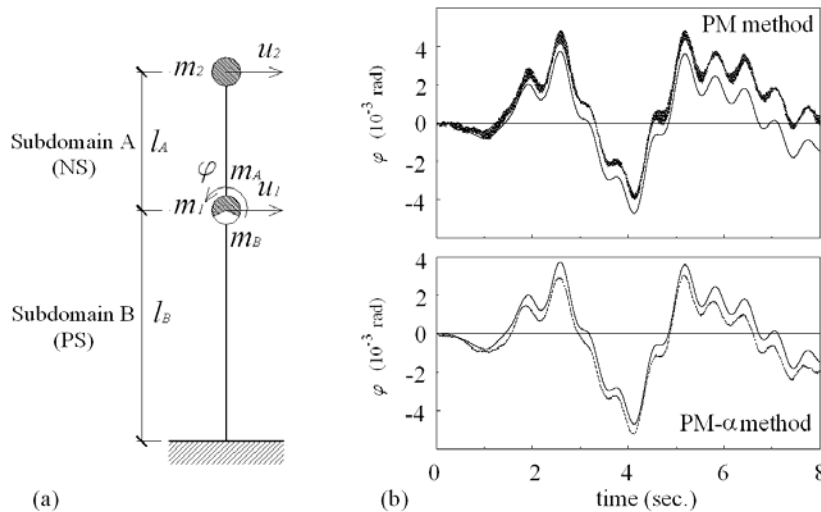 m2 u2
Subdomain A
(NS)
lA
φ mA
u1
m1
mB
Subdomain B
(PS)
lB
(a)
PM method
φ (10⁻³ rad)
4
2
0
-2
-4
PM-α method
φ (10⁻³ rad)
4
2
0
-2
-4
0 2 4 6 8
time (sec.)
(b)